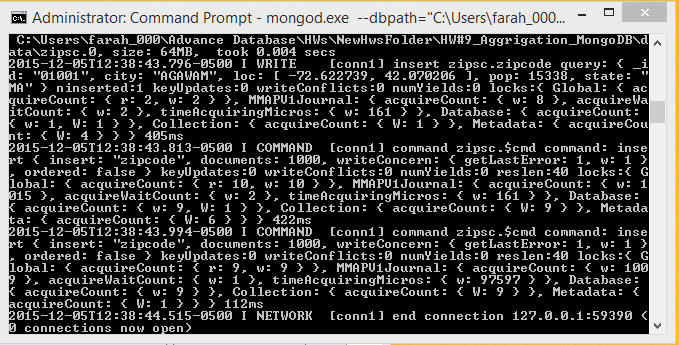 Administrator: Command Prompt - mongod.exe --dbpath="C:\Users\farah_000\...
C:\Users\farah_000\Advance Database\HWs\NewHwsFolder\HW#9_Aggrigation_MongoDB\d
ata\zipsc.0, size: 64MB, took 0.004 secs
2015-12-05T12:38:43.796-0500 I WRITE [conn1] insert zipsc.zipcode query: { _i
d: "01001", city: "AGAWAM", loc: [ -72.622739, 42.070206 ], pop: 15338, state: "
MA" } ninserted:1 keyUpdates:0 writeConflicts:0 numYields:0 locks:{ Global: { ac
quireCount: { r: 2, w: 2 } }, MMAPV1Journal: { acquireCount: { w: 8 }, acquireWa
itCount: { w: 2 }, timeAcquiringMicros: { w: 161 } }, Database: { acquireCount:
{ w: 1, W: 1 } }, Collection: { acquireCount: { W: 1 } }, Metadata: { acquireCou
nt: { W: 4 } } } 405ms
2015-12-05T12:38:43.813-0500 I COMMAND [conn1] command zipsc.$cmd command: inse
rt { insert: "zipcode", documents: 1000, writeConcern: { getLastError: 1, w: 1 }
, ordered: false } keyUpdates:0 writeConflicts:0 numYields:0 reslen:40 locks:{ G
lobal: { acquireCount: { r: 10, w: 10 } }, MMAPV1Journal: { acquireCount: { w: 1
015 }, acquireWaitCount: { w: 2 }, timeAcquiringMicros: { w: 161 } }, Database:
{ acquireCount: { w: 9, W: 1 } }, Collection: { acquireCount: { W: 9 } }, Metada
ta: { acquireCount: { W: 6 } } } 422ms
2015-12-05T12:38:43.994-0500 I COMMAND [conn1] command zipsc.$cmd command: inse
rt { insert: "zipcode", documents: 1000, writeConcern: { getLastError: 1, w: 1 }
, ordered: false } keyUpdates:0 writeConflicts:0 numYields:0 reslen:40 locks:{ G
lobal: { acquireCount: { r: 9, w: 9 } }, MMAPV1Journal: { acquireCount: { w: 100
9 }, acquireWaitCount: { w: 1 }, timeAcquiringMicros: { w: 97597 } }, Database:
{ acquireCount: { w: 9 } }, Collection: { acquireCount: { W: 9 } }, Metadata: {
acquireCount: { W: 1 } } } 112ms
2015-12-05T12:38:44.515-0500 I NETWORK [conn1] end connection 127.0.0.1:59390 (
0 connections now open)